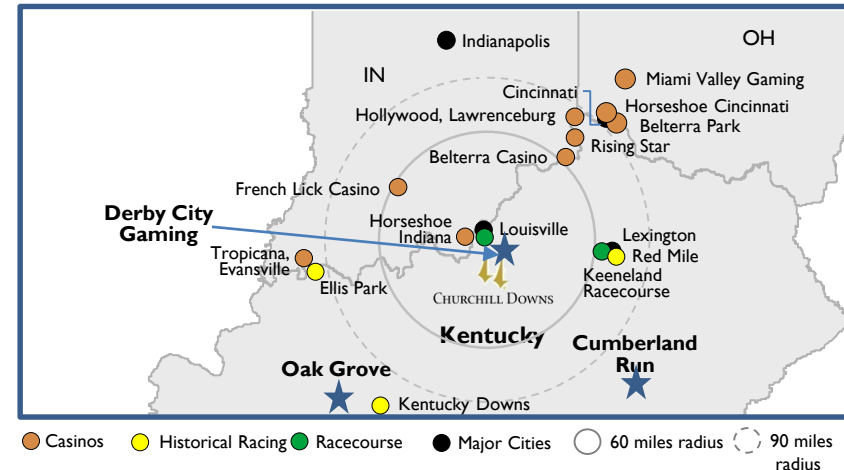 Indianapolis
OH
IN
Miami Valley Gaming
Cincinnati
Hollywood, Lawrenceburg
Horseshoe Cincinnati
Belterra Park
Rising Star
Belterra Casino
French Lick Casino
Derby City
Gaming
Horseshoe
Indiana
Louisville
Lexington
Red Mile
Keeneland
Racecourse
Tropicana,
Evansville
Ellis Park
CHURCHILL DOWNS
Kentucky
Cumberland
Run
Oak Grove
Kentucky Downs
Casinos
Historical Racing
Racecourse
Major Cities
60 miles radius
90 miles
radius